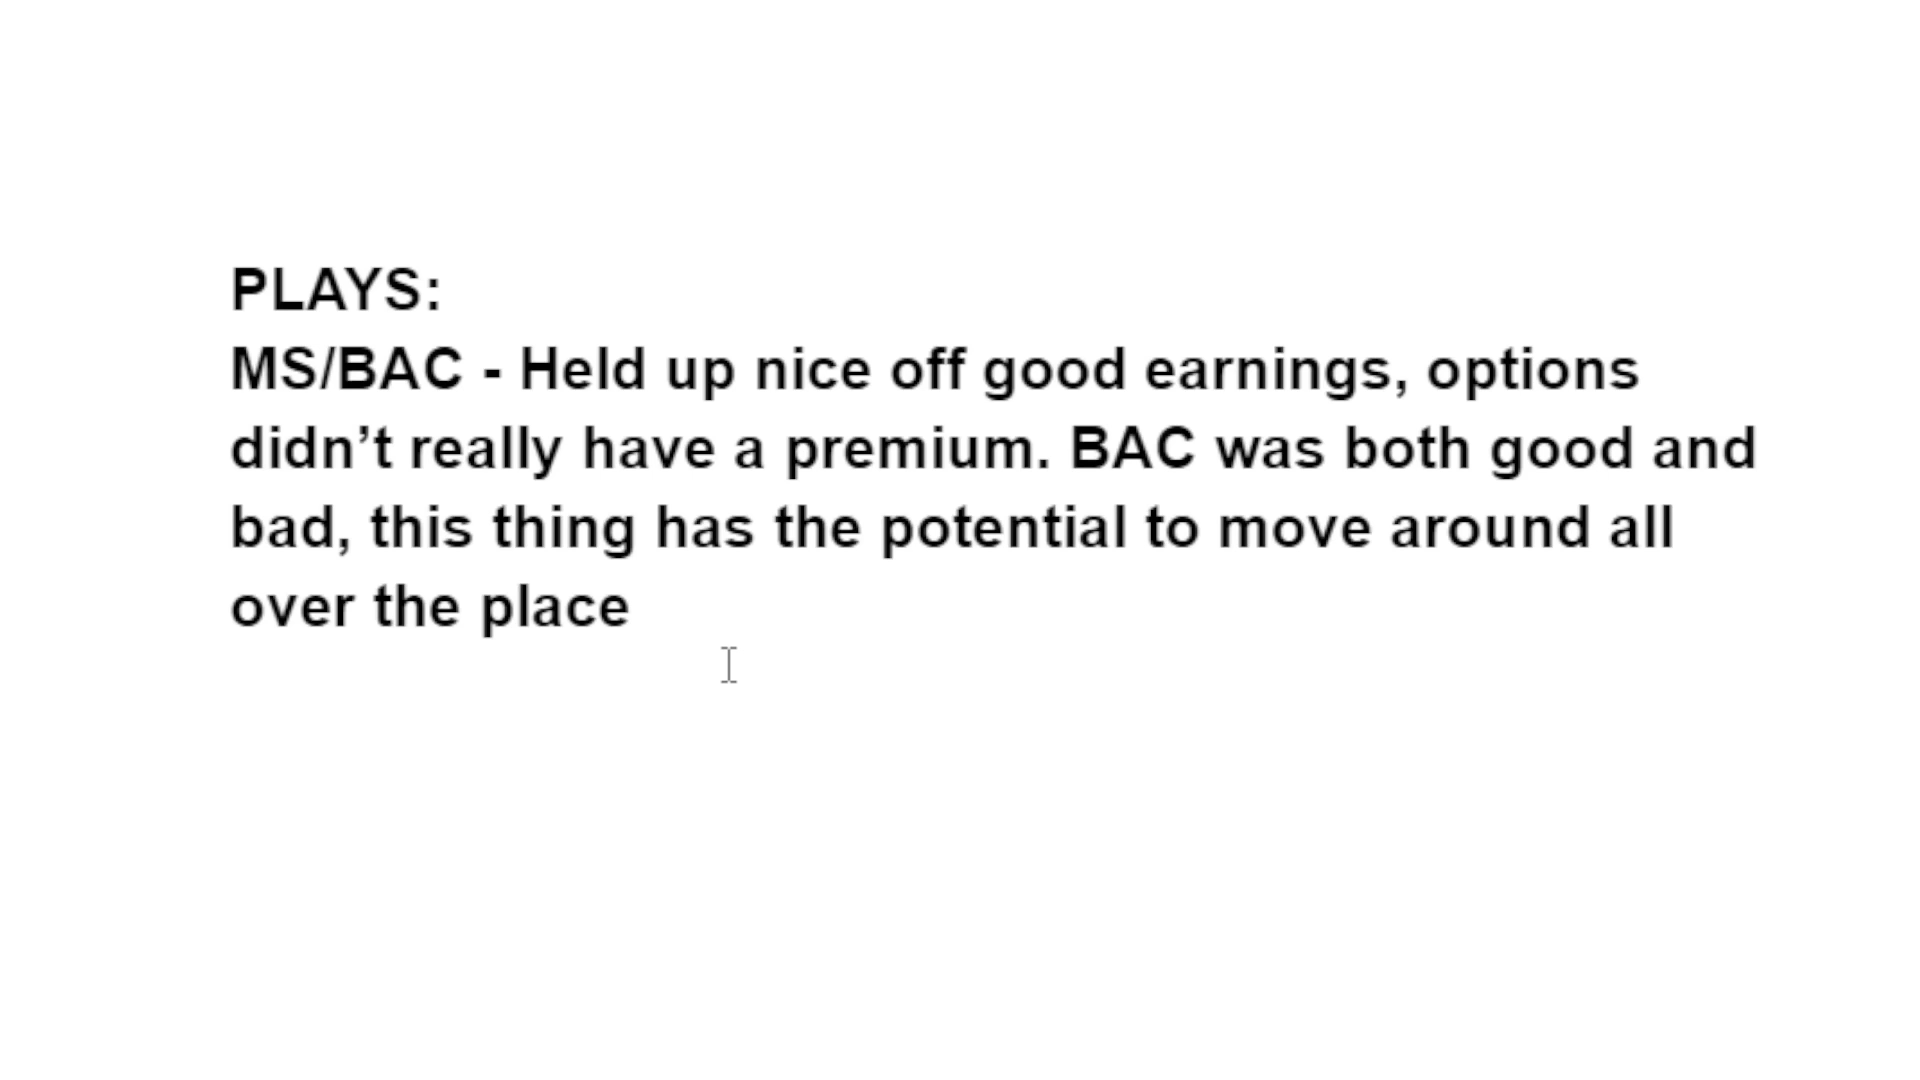 PLAYS:
MS/BAC - Held up nice off good earnings, options
didn’t really have a premium. BAC was both good and
bad, this thing has the potential to move around all
over the place